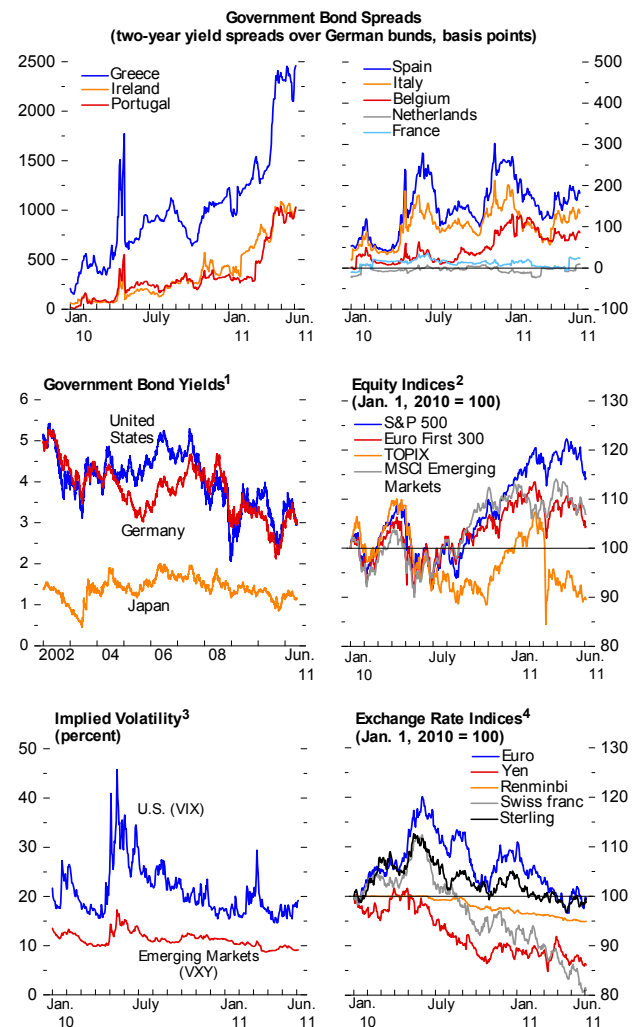 Government Bond Spreads
(two-year yield spreads over German bunds, basis points)
2500
2000
1500
1000
500
0
Greece
Ireland
Portugal
Jan.
10
July
Jan.
11
Jun.
11
Spain
Italy
Belgium
Netherlands
France
500
400
300
200
100
0
-100
Jan.
10
July
Jan.
11
Jun.
11
Government Bond Yields1
6
5
4
3
2
1
0
United
States
Germany
Japan
2002
04
06
08
Jun.
11
Equity Indices2
(Jan. 1, 2010 = 100)
S&P 500
Euro First 300
TOPIX
MSCI Emerging
Markets
130
120
110
100
90
80
Jan.
10
July
Jan.
11
Jun.
11
Implied Volatility3
(percent)
50
40
30
20
10
0
U.S. (VIX)
Emerging Markets
(VXY)
Jan.
10
July
Jan.
11
Jun.
11
Exchange Rate Indices4
(Jan. 1, 2010 = 100)
Euro
Yen
Renminbi
Swiss franc
Sterling
130
120
110
100
90
80
Jan.
10
July
Jan.
11
Jun.
11